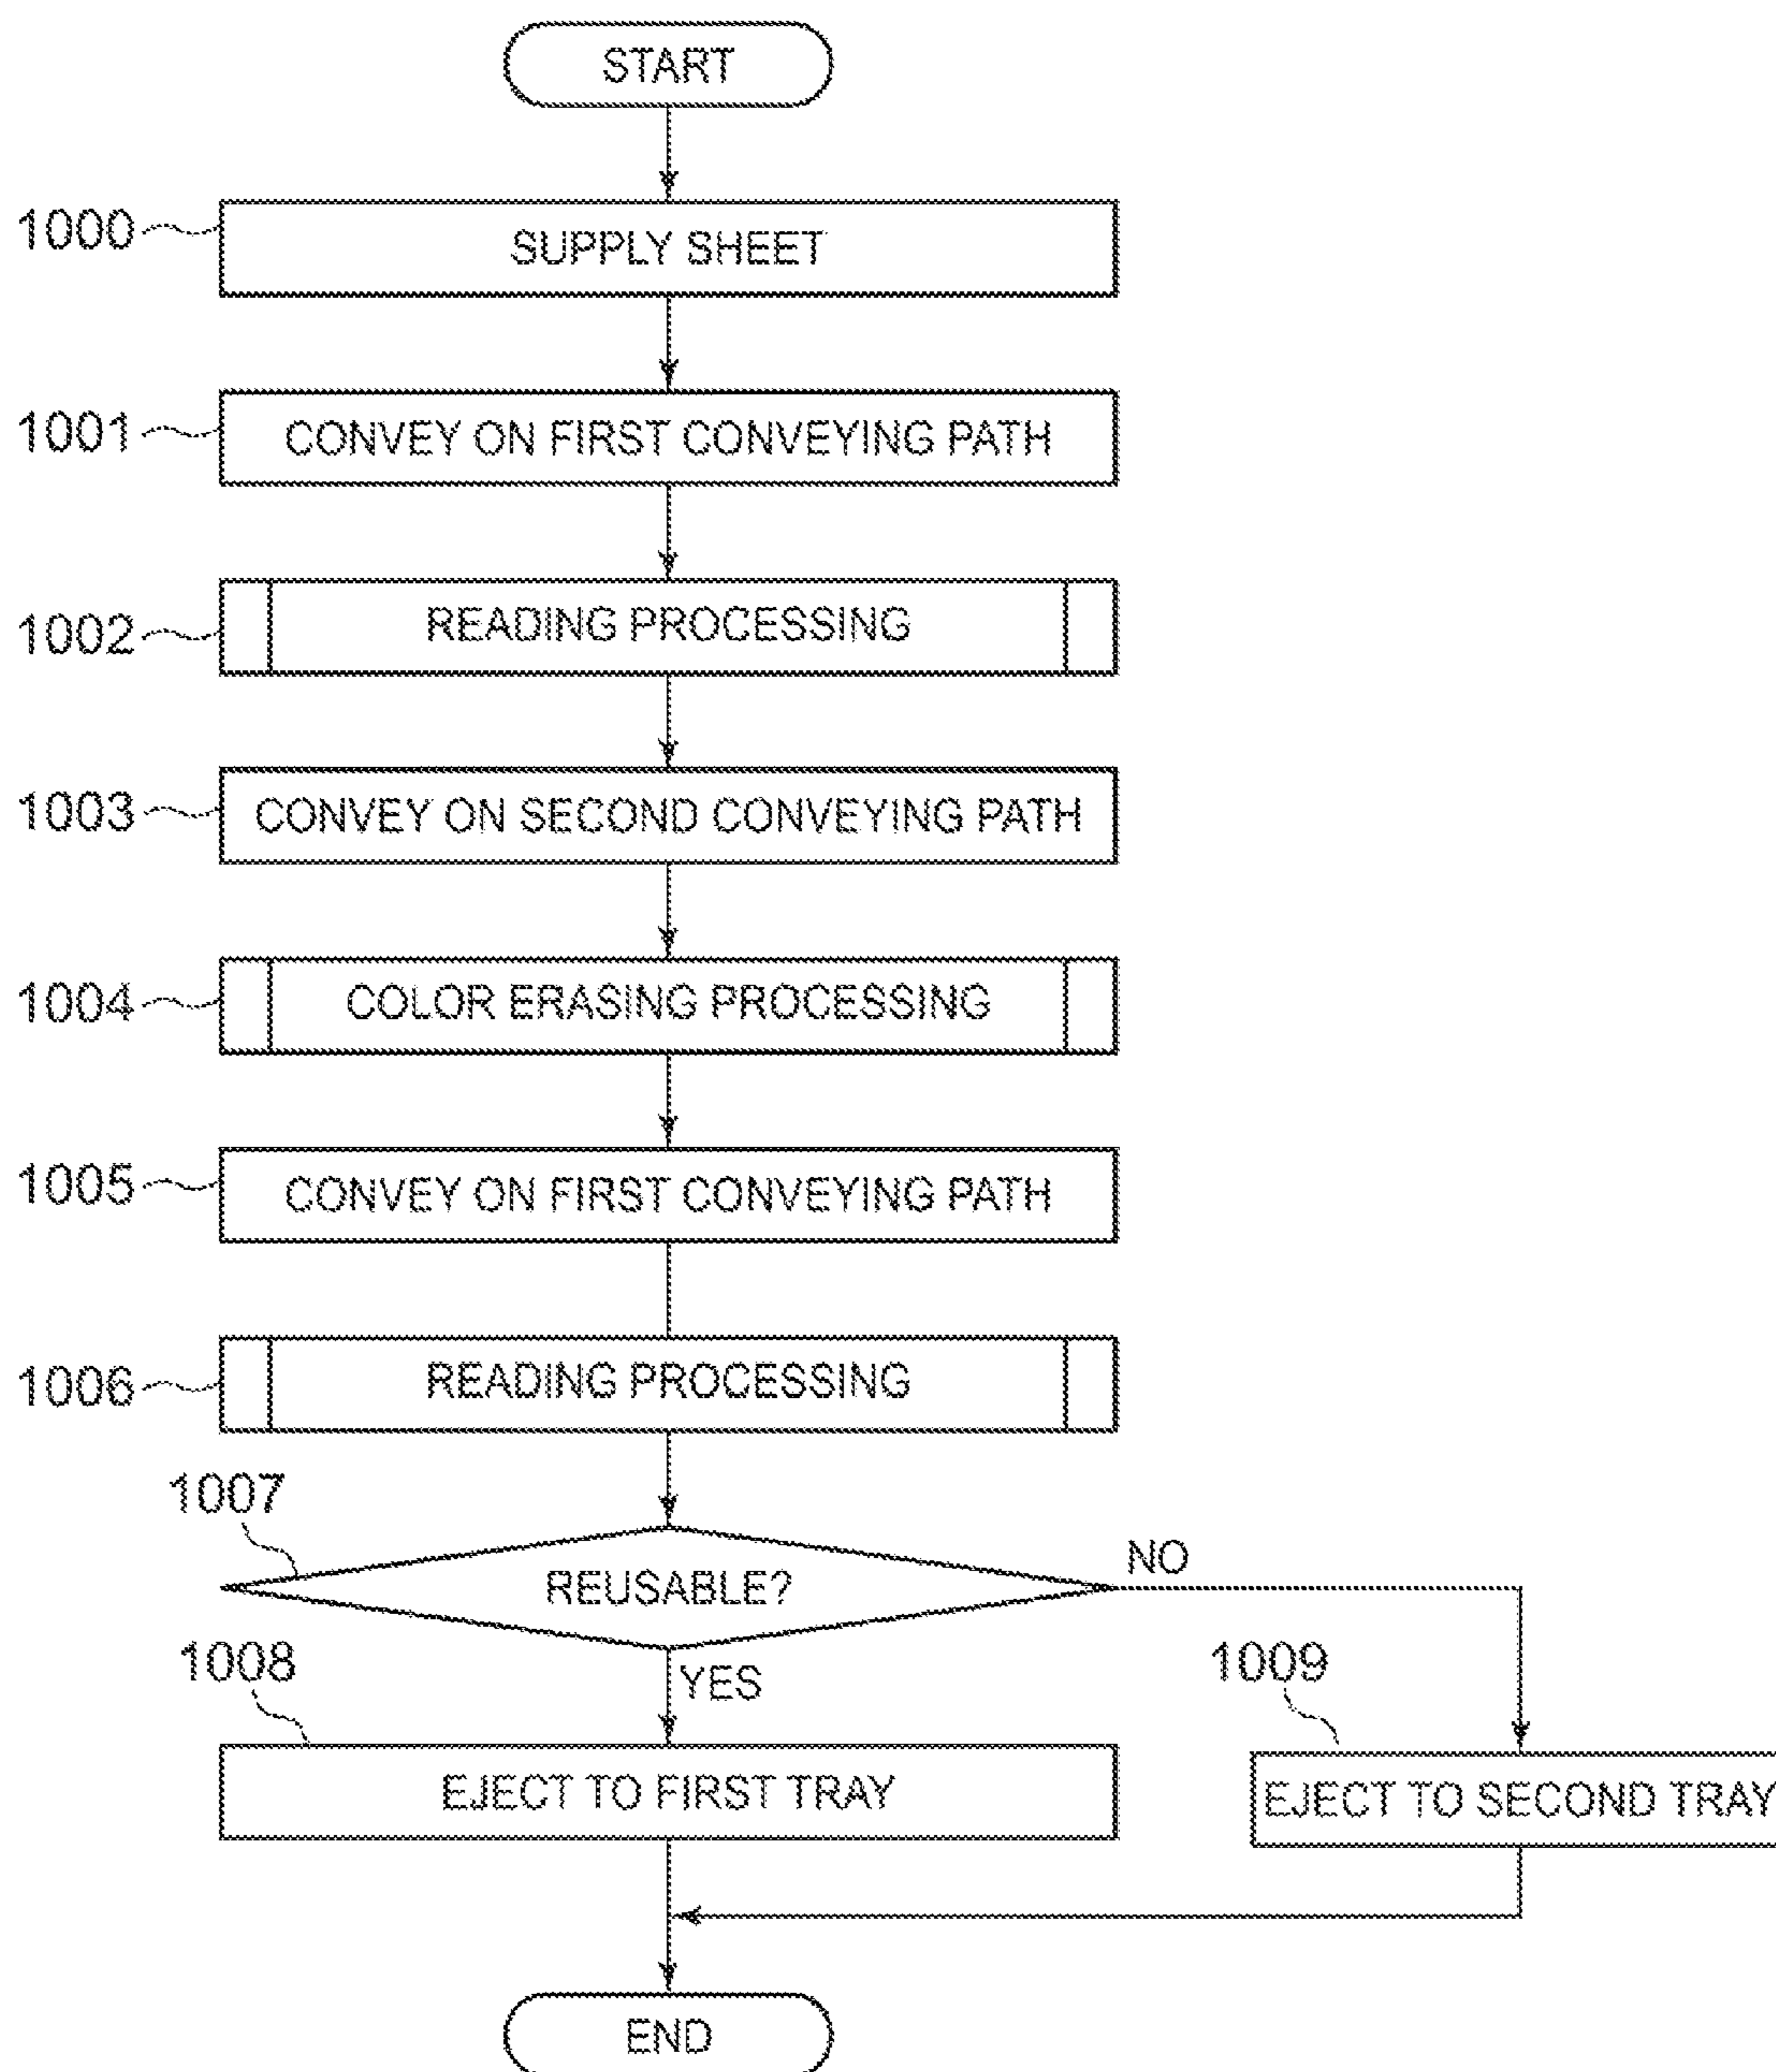 START
1000
SUPPLY SHEET
1001
CONVEY ON FIRST CONVEYING PATH
1002
READING PROCESSING
1003
CONVEY ON SECOND CONVEYING PATH
1004
COLOR ERASING PROCESSING
1005
CONVEY ON FIRST CONVEYING PATH
1006
READING PROCESSING
1007
REUSABLE?
NO
YES
1008
EJECT TO FIRST TRAY
1009
EJECT TO SECOND TRAY
END